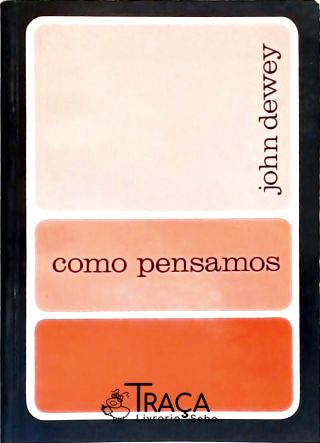 john dewey
como pensamos
TRAÇA
Livraria e Sebo